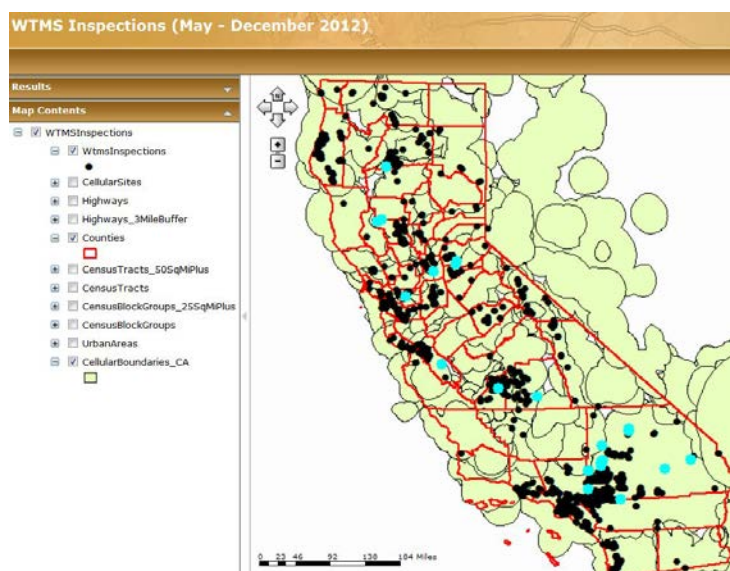 WTMS Inspections (May - December 2012)
Results
Map Contents
WTMSInspections
WtmsInspections
CellularSites
Highways
Highways_3MileBuffer
Counties
CensusTracts_50SqMiPlus
CensusTracts
CensusBlockGroups_25SqMiPlus
CensusBlockGroups
UrbanAreas
CellularBoundaries_CA
N
0 23 46 92 138 184 Miles